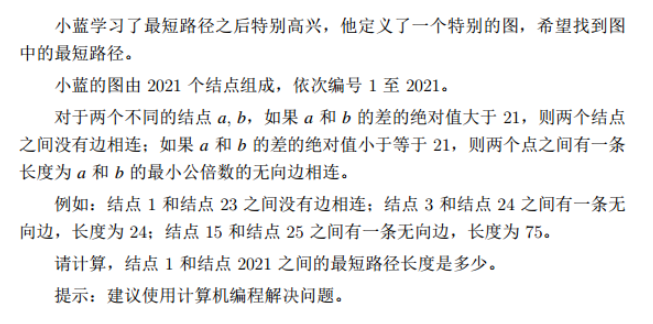 小蓝学习了最短路径之后特别高兴，他定义了一个特别的图，希望找到图
中的最短路径。
小蓝的图由 2021 个结点组成，依次编号 1 至 2021。
对于两个不同的结点 a, b，如果 a 和 b 的差的绝对值大于 21，则两个结点
之间没有边相连；如果 a 和 b 的差的绝对值小于等于 21，则两个点之间有一条
长度为 a 和 b 的最小公倍数的无向边相连。
例如：结点 1 和结点 23 之间没有边相连；结点 3 和结点 24 之间有一条无
向边，长度为 24；结点 15 和结点 25 之间有一条无向边，长度为 75。
请计算，结点 1 和结点 2021 之间的最短路径长度是多少。
提示：建议使用计算机编程解决问题。